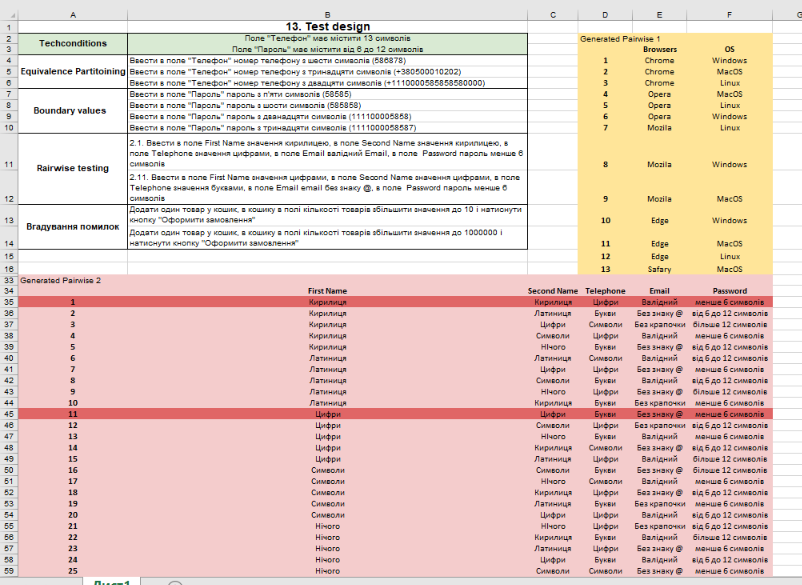 A B C D E F G
1 13. Test design
2 Techconditions Поле "Телефон" має містити 13 символів Generated Pairwise 1
3 Поле "Пароль" має містити від 6 до 12 символів Browsers OS
4 Equivalence Partitoining Ввести в поле "Телефон" номер телефону з шести символів (586878) 1 Chrome Windows
5 Ввести в поле "Телефон" номер телефону з тринадцяти символів (+380500010202) 2 Chrome MacOS
6 Ввести в поле "Телефон" номер телефону з двадцяти символів (+1110000585858580000) 3 Chrome Linux
7 Boundary values Ввести в поле "Пароль" пароль з п'яти символів (58585) 4 Opera MacOS
8 Ввести в поле "Пароль" пароль з шости символів (585858) 5 Opera Linux
9 Ввести в поле "Пароль" пароль з дванадцяти символів (111100005858) 6 Opera Windows
10 Ввести в поле "Пароль" пароль з тринадцяти символів (1111000058587) 7 Mozila Linux
11 Rairwise testing 2.1. Ввести в поле First Name значення кирилицею, в поле Second Name значення кирилицею, в
поле Telephone значення цифрами, в поле Email валідний Email, в поле Password пароль менше 6
символів 8 Mozila Windows
12 2.11. Ввести в поле First Name значення цифрами, в поле Second Name значення цифрами, в поле
Telephone значення буквами, в поле Email email без знаку @, в поле Password пароль менше 6
символів 9 Mozila MacOS
13 Вгадування помилок Додати один товар у кошик, в кошику в полі кількості товарів збільшити значення до 10 і натиснути
кнопку "Оформити замовлення" 10 Edge Windows
14 Додати один товар у кошик, в кошику в полі кількості товарів збільшити значення до 1000000 і
натиснути кнопку "Оформити замовлення" 11 Edge MacOS
15 12 Edge Linux
16 13 Safary MacOS
33 Generated Pairwise 2
34 First Name Second Name Telephone Email Password
35 1 Кирилиця Кирилиця Цифри Валідний менше 6 символів
36 2 Кирилиця Латиниця Букви Без знаку @ від 6 до 12 символів
37 3 Кирилиця Цифри Символи Без крапочки більше 12 символів
38 4 Кирилиця Символи Цифри Валідний менше 6 символів
39 5 Кирилиця Нічого Букви Без знаку @ від 6 до 12 символів
40 6 Латиниця Латиниця Символи Валідний від 6 до 12 символів
41 7 Латиниця Цифри Цифри Без знаку @ менше 6 символів
42 8 Латиниця Символи Букви Валідний від 6 до 12 символів
43 9 Латиниця Нічого Цифри Без знаку @ більше 12 символів
44 10 Латиниця Кирилиця Букви Без крапочки менше 6 символів
45 11 Цифри Цифри Букви Без знаку @ менше 6 символів
46 12 Цифри Символи Цифри Без крапочки від 6 до 12 символів
47 13 Цифри Нічого Букви Валідний менше 6 символів
48 14 Цифри Кирилиця Символи Без знаку @ від 6 до 12 символів
49 15 Цифри Латиниця Цифри Валідний більше 12 символів
50 16 Символи Символи Букви Без знаку @ більше 12 символів
51 17 Символи Нічого Символи Валідний менше 6 символів
52 18 Символи Кирилиця Цифри Без знаку @ від 6 до 12 символів
53 19 Символи Латиниця Букви Без крапочки менше 6 символів
54 20 Символи Цифри Цифри Валідний від 6 до 12 символів
55 21 Нічого Нічого Цифри Без крапочки від 6 до 12 символів
56 22 Нічого Кирилиця Букви Валідний більше 12 символів
57 23 Нічого Латиниця Цифри Без знаку @ менше 6 символів
58 24 Нічого Цифри Букви Валідний від 6 до 12 символів
59 25 Нічого Символи Символи Без знаку @ менше 6 символів
Лист1